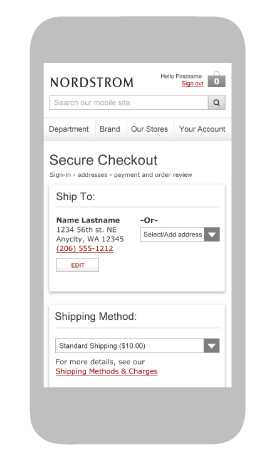 NORDSTROM
Hello Firstname.
Sign out
0
Search our mobile site
Department Brand Our Stores Your Account
Secure Checkout
Sign-in › addresses › payment and order review
Ship To:
Name Lastname
1234 56th st. NE
Anycity, WA 12345
(206) 555-1212
EDIT
-Or-
Select/Add address
Shipping Method:
Standard Shipping ($10.00)
For more details, see our
Shipping Methods & Charges